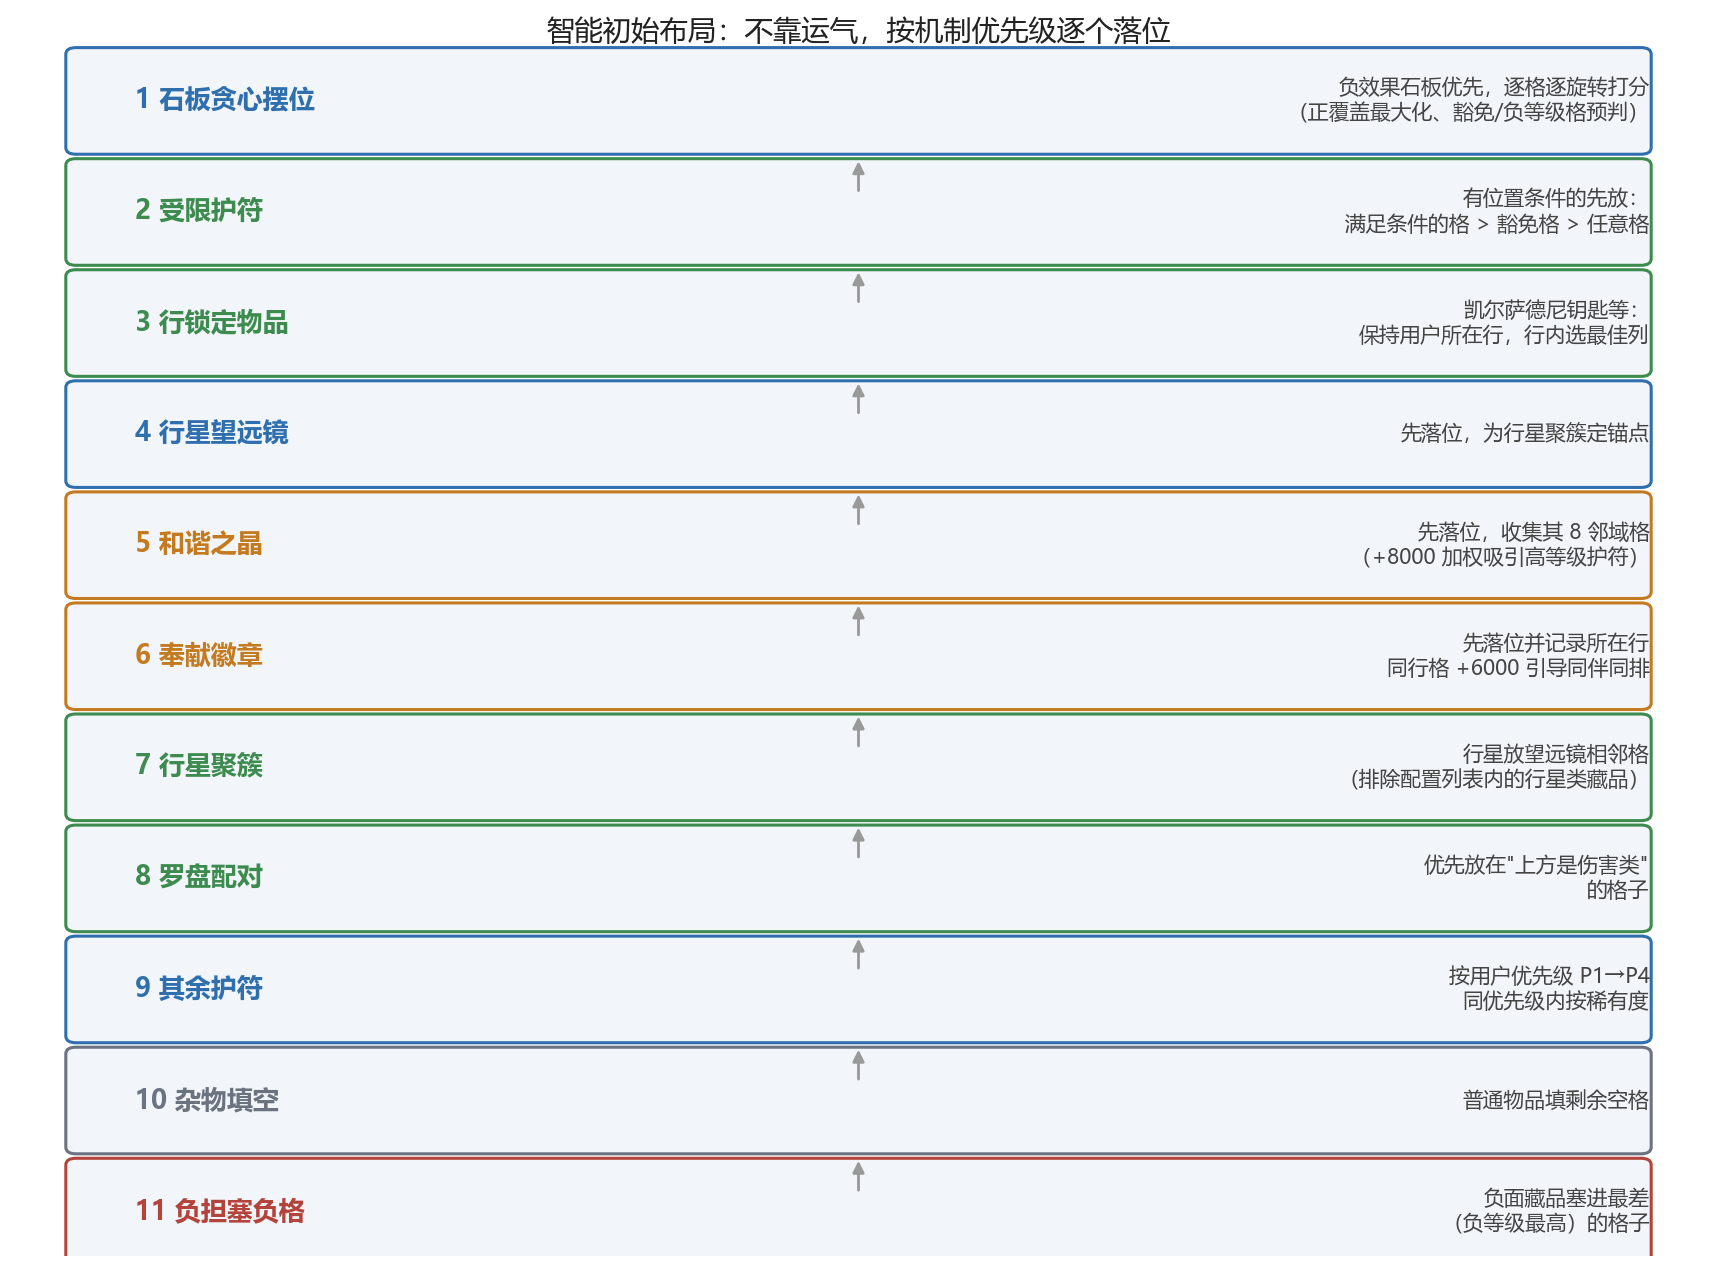 智能初始布局：不靠运气，按机制优先级逐个落位
1 石板贪心摆位
负效果石板优先，逐格逐旋转打分
（正覆盖最大化、豁免/负等级格预判）
2 受限护符
有位置条件的先放：
满足条件的格 > 豁免格 > 任意格
3 行锁定物品
凯尔萨德尼钥匙等：
保持用户所在行，行内选最佳列
4 行星望远镜
先落位，为行星聚簇定锚点
5 和谐之晶
先落位，收集其 8 邻域格
（+8000 加权吸引高等级护符）
6 奉献徽章
先落位并记录所在行
同行格 +6000 引导同伴同排
7 行星聚簇
行星放望远镜相邻格
（排除配置列表内的行星类藏品）
8 罗盘配对
优先放在"上方是伤害类"
的格子
9 其余护符
按用户优先级 P1→P4
同优先级内按稀有度
10 杂物填空
普通物品填剩余空格
11 负担塞负格
负面藏品塞进最差
（负等级最高）的格子